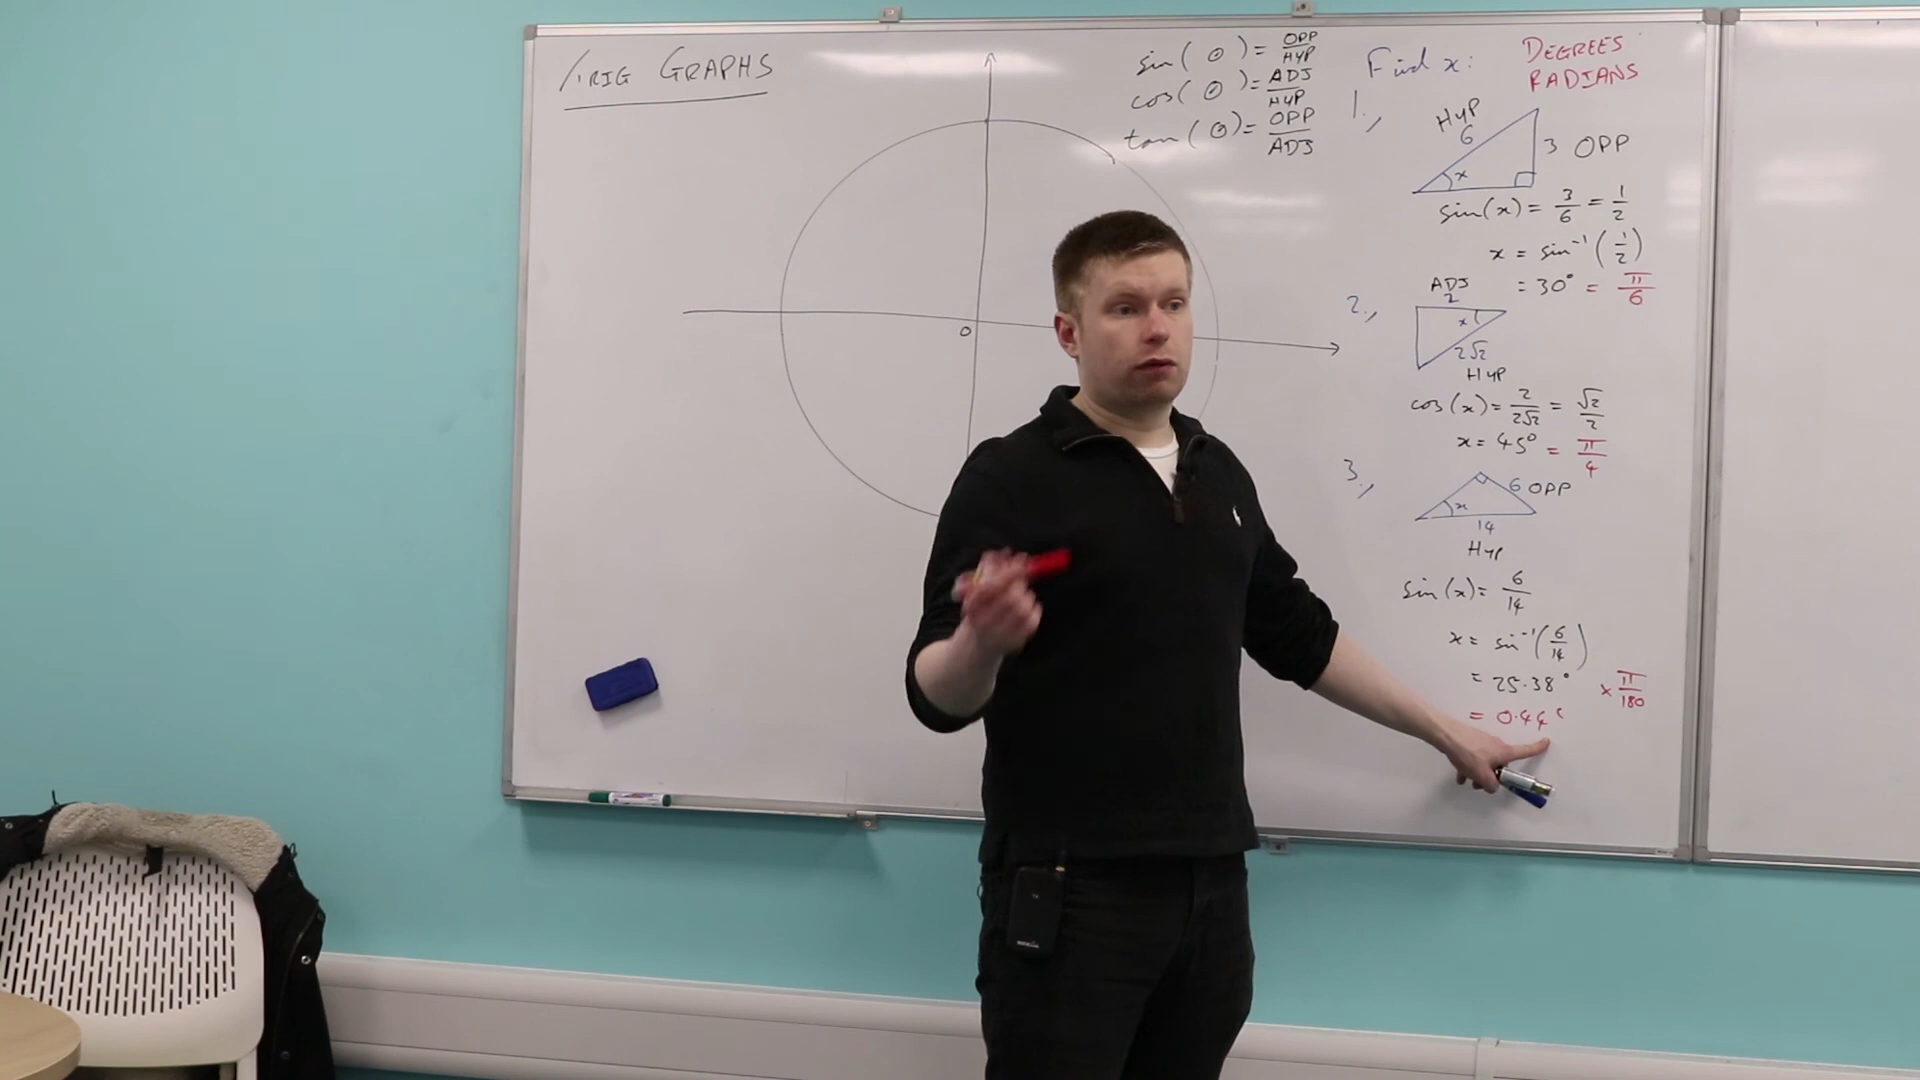 TRIG GRAPHS
sin(θ) = OPP/HYP
cos(θ) = ADJ/HYP
tan(θ) = OPP/ADJ
O
Find x:
DEGREES
RADIANS
1.,
HYP
6
3 OPP
x
sin(x) = 3/6 = 1/2
x = sin⁻¹(1/2)
= 30° = π/6
2.,
ADJ
2
x
2√2
HYP
cos(x) = 2/2√2 = √2/2
x = 45° = π/4
3.,
6 OPP
x
14
HYP
sin(x) = 6/14
x = sin⁻¹(6/14)
= 25.38° × π/180
= 0.44ᶜ